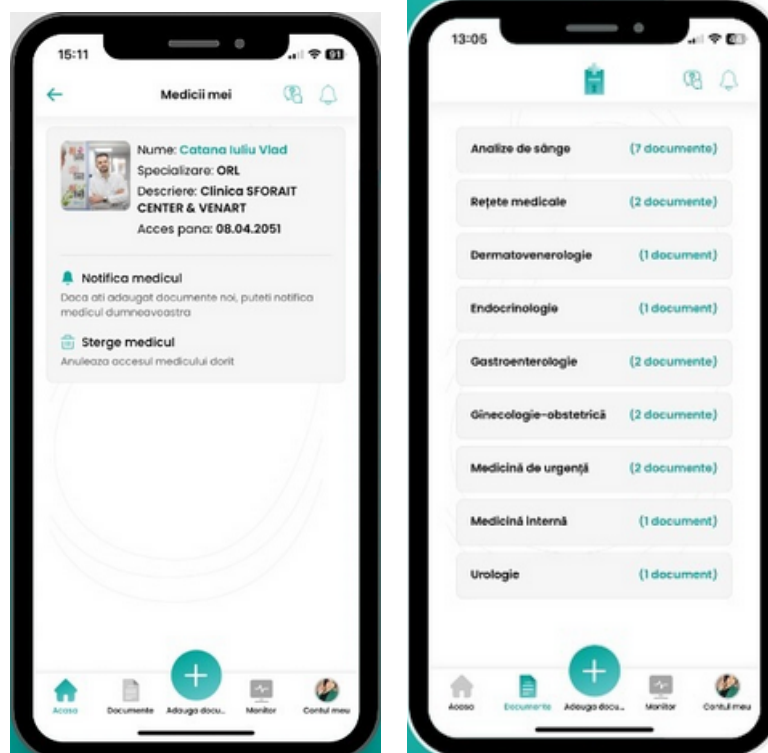 15:11
91
Medicii mei
Nume: Catana Iuliu Vlad
Specializare: ORL
Descriere: Clinica SFORAIT
CENTER & VENART
Acces pana: 08.04.2051
Notifica medicul
Daca ati adaugat documente noi, puteti notifica
medicul dumneavoastra
Sterge medicul
Anuleaza accesul medicului dorit
Acasa
Documente
Adauga docu...
Monitor
Contul meu
13:05
Analize de sânge (7 documente)
Rețete medicale (2 documente)
Dermatovenerologie (1 document)
Endocrinologie (1 document)
Gastroenterologie (2 documente)
Ginecologie-obstetrică (2 documente)
Medicină de urgență (2 documente)
Medicină internă (1 document)
Urologie (1 document)
Acasa
Documente
Adauga docu...
Monitor
Contul meu